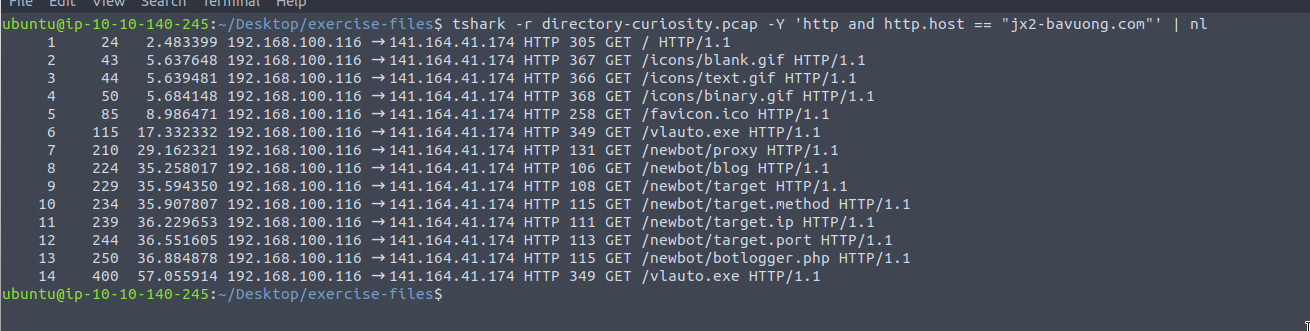 File Edit View Search Terminal Help
ubuntu@ip-10-10-140-245:~/Desktop/exercise-files$ tshark -r directory-curiosity.pcap -Y 'http and http.host == "jx2-bavuong.com"' | nl
1 24 2.483399 192.168.100.116 → 141.164.41.174 HTTP 305 GET / HTTP/1.1
2 43 5.637648 192.168.100.116 → 141.164.41.174 HTTP 367 GET /icons/blank.gif HTTP/1.1
3 44 5.639481 192.168.100.116 → 141.164.41.174 HTTP 366 GET /icons/text.gif HTTP/1.1
4 50 5.684148 192.168.100.116 → 141.164.41.174 HTTP 368 GET /icons/binary.gif HTTP/1.1
5 85 8.986471 192.168.100.116 → 141.164.41.174 HTTP 258 GET /favicon.ico HTTP/1.1
6 115 17.332332 192.168.100.116 → 141.164.41.174 HTTP 349 GET /vlauto.exe HTTP/1.1
7 210 29.162321 192.168.100.116 → 141.164.41.174 HTTP 131 GET /newbot/proxy HTTP/1.1
8 224 35.258017 192.168.100.116 → 141.164.41.174 HTTP 106 GET /newbot/blog HTTP/1.1
9 229 35.594350 192.168.100.116 → 141.164.41.174 HTTP 108 GET /newbot/target HTTP/1.1
10 234 35.907807 192.168.100.116 → 141.164.41.174 HTTP 115 GET /newbot/target.method HTTP/1.1
11 239 36.229653 192.168.100.116 → 141.164.41.174 HTTP 111 GET /newbot/target.ip HTTP/1.1
12 244 36.551605 192.168.100.116 → 141.164.41.174 HTTP 113 GET /newbot/target.port HTTP/1.1
13 250 36.884878 192.168.100.116 → 141.164.41.174 HTTP 115 GET /newbot/botlogger.php HTTP/1.1
14 400 57.055914 192.168.100.116 → 141.164.41.174 HTTP 349 GET /vlauto.exe HTTP/1.1
ubuntu@ip-10-10-140-245:~/Desktop/exercise-files$